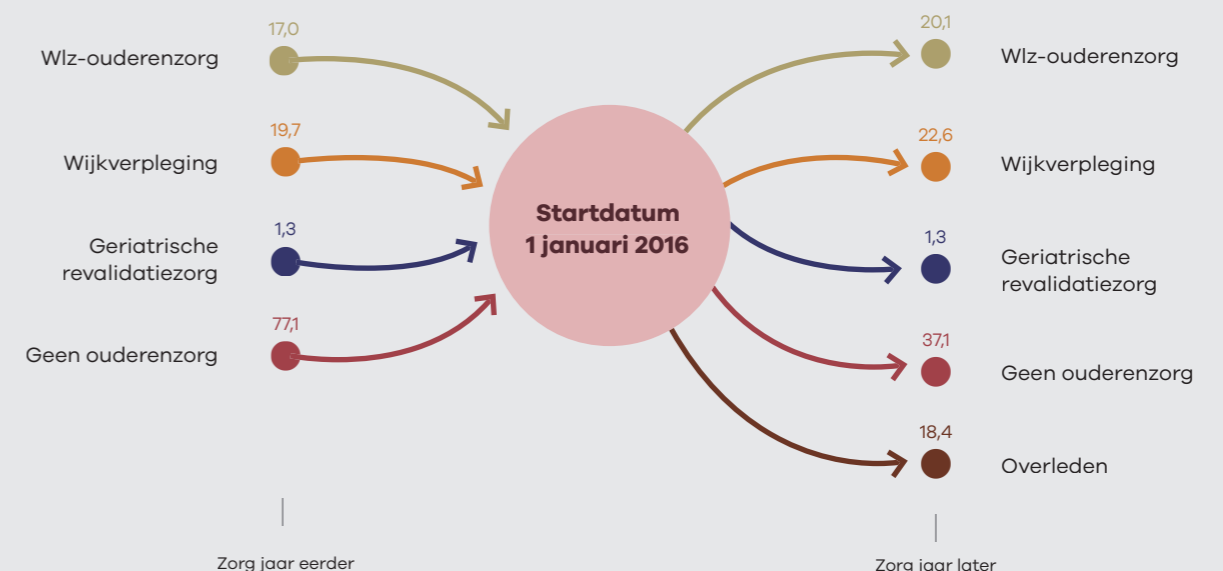 17,0
Wlz-ouderenzorg
19,7
Wijkverpleging
1,3
Geriatrische
revalidatiezorg
77,1
Geen ouderenzorg
Zorg jaar eerder
Startdatum
1 januari 2016
20,1
Wlz-ouderenzorg
22,6
Wijkverpleging
1,3
Geriatrische
revalidatiezorg
37,1
Geen ouderenzorg
18,4
Overleden
Zorg jaar later